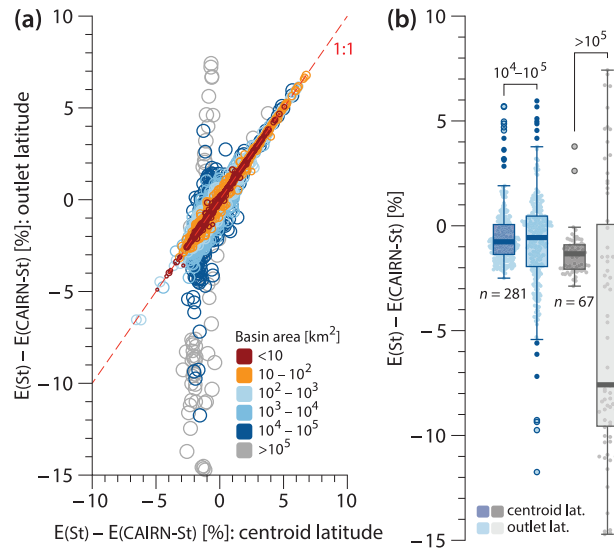 (a)
1:1
E(St) – E(CAIRN-St) [%]: outlet latitude
10
5
0
−5
−10
−15
Basin area [km²]
<10
10 – 10²
10² – 10³
10³ – 10⁴
10⁴ – 10⁵
>10⁵
−10
−5
0
5
10
E(St) – E(CAIRN-St) [%]: centroid latitude
(b)
E(St) – E(CAIRN-St) [%]
10
5
0
−5
−10
−15
>10⁵
10⁴–10⁵
n = 281
n = 67
centroid lat.
outlet lat.